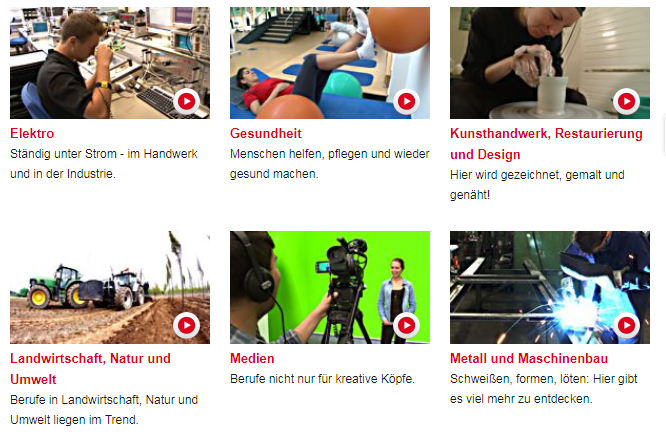 Elektro
Ständig unter Strom - im Handwerk
und in der Industrie.
Gesundheit
Menschen helfen, pflegen und wieder
gesund machen.
Kunsthandwerk, Restaurierung
und Design
Hier wird gezeichnet, gemalt und
genäht!
Landwirtschaft, Natur und
Umwelt
Berufe in Landwirtschaft, Natur und
Umwelt liegen im Trend.
Medien
Berufe nicht nur für kreative Köpfe.
Metall und Maschinenbau
Schweißen, formen, löten: Hier gibt
es viel mehr zu entdecken.